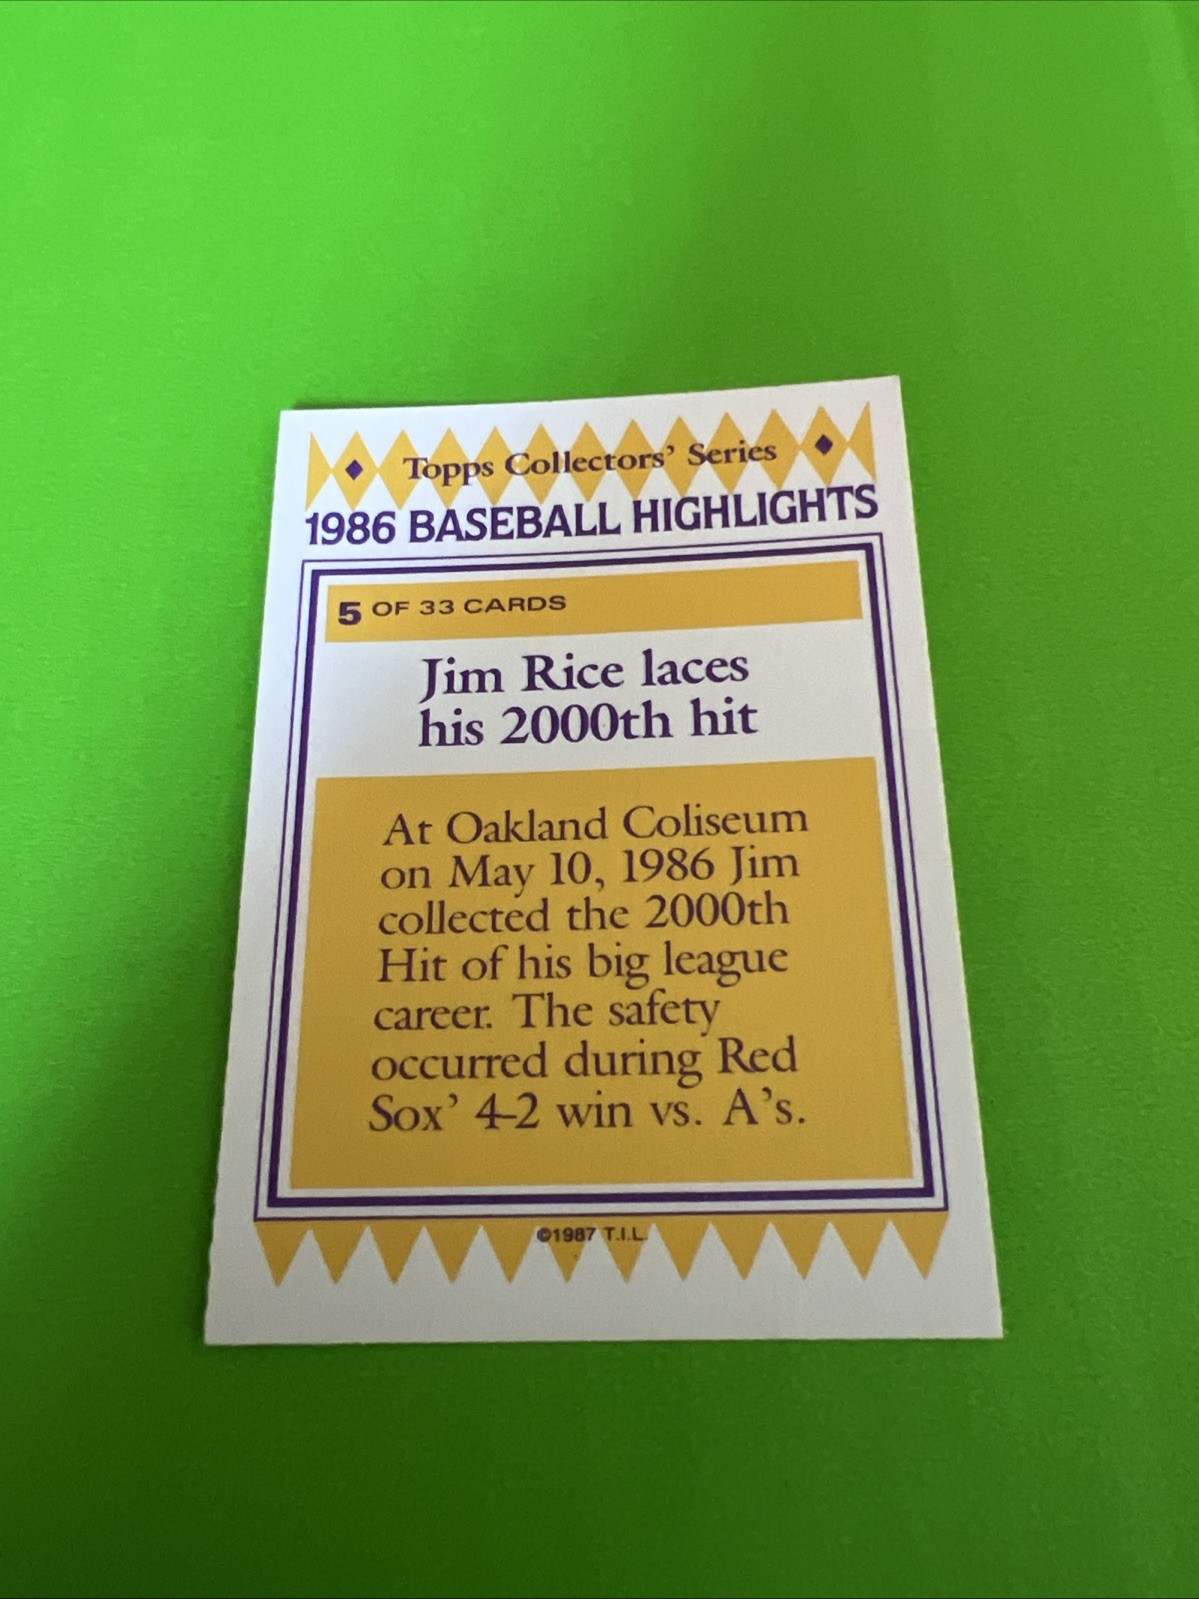 Topps Collectors' Series
1986 BASEBALL HIGHLIGHTS
5 OF 33 CARDS
Jim Rice laces
his 2000th hit
At Oakland Coliseum
on May 10, 1986 Jim
collected the 2000th
Hit of his big league
career. The safety
occurred during Red
Sox' 4-2 win vs. A's.
©1987 T.I.L.